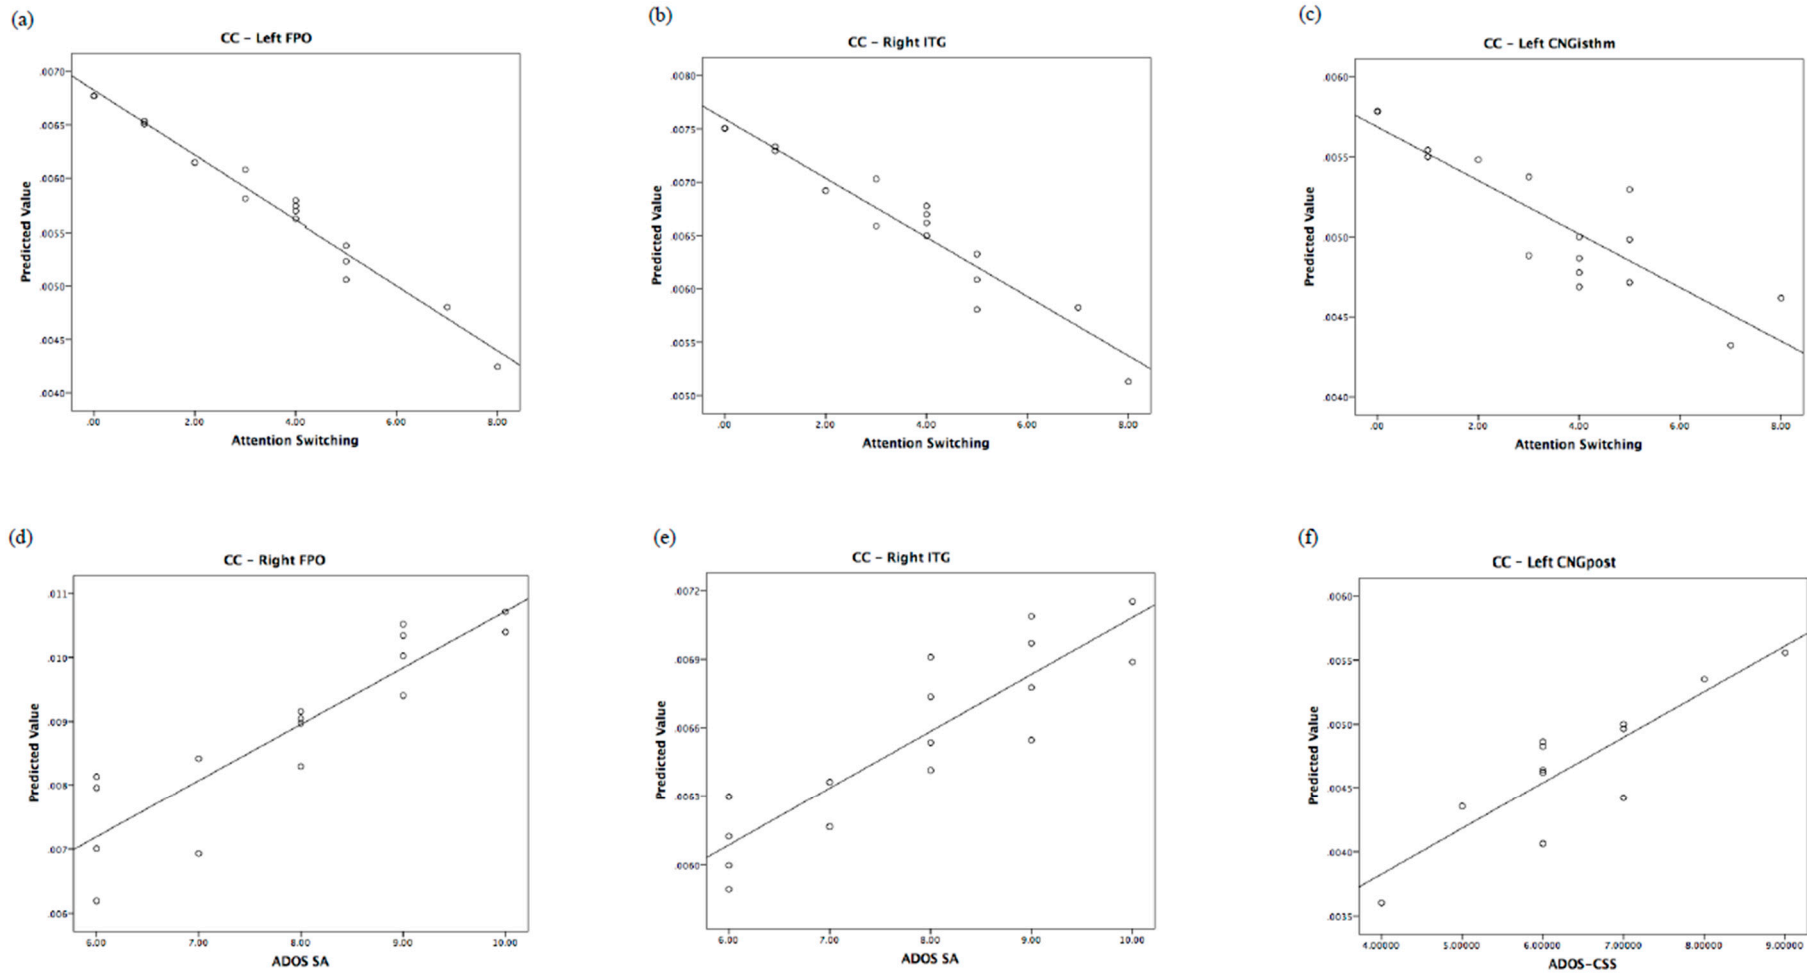 (a)
CC – Left FPO
Predicted Value
.0070
.0065
.0060
.0055
.0050
.0045
.0040
.00 2.00 4.00 6.00 8.00
Attention Switching
(b)
CC – Right ITG
Predicted Value
.0080
.0075
.0070
.0065
.0060
.0055
.0050
.00 2.00 4.00 6.00 8.00
Attention Switching
(c)
CC – Left CNGisthm
Predicted Value
.0060
.0055
.0050
.0045
.0040
.00 2.00 4.00 6.00 8.00
Attention Switching
(d)
CC – Right FPO
Predicted Value
.011
.010
.009
.008
.007
.006
6.00 7.00 8.00 9.00 10.00
ADOS SA
(e)
CC – Right ITG
Predicted Value
.0072
.0069
.0066
.0063
.0060
6.00 7.00 8.00 9.00 10.00
ADOS SA
(f)
CC – Left CNGpost
Predicted Value
.0060
.0055
.0050
.0045
.0040
.0035
4.00000 5.00000 6.00000 7.00000 8.00000 9.00000
ADOS–CSS